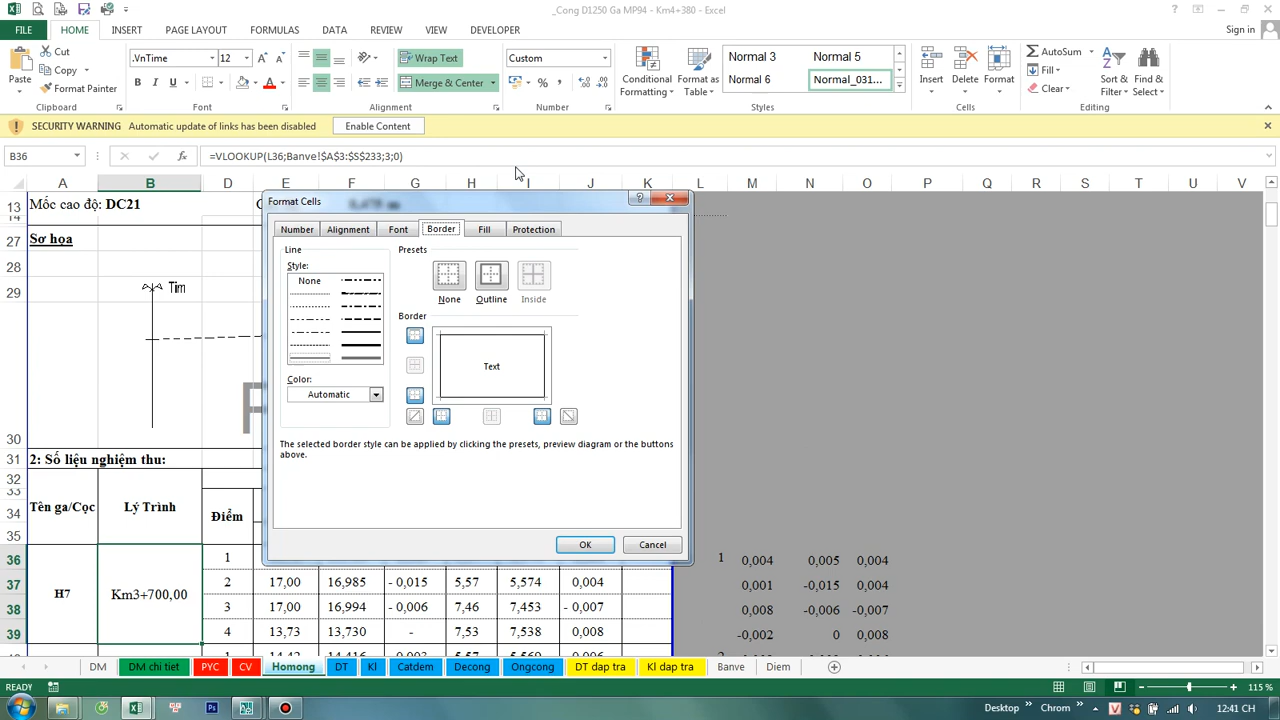 _Cong D1250 Ga MP94 - Km4+380 - Excel
FILE HOME INSERT PAGE LAYOUT FORMULAS DATA REVIEW VIEW DEVELOPER Sign in
Paste
Cut
Copy
Format Painter
.VnTime 12
B I U
Wrap Text
Merge & Center
Custom
%
Conditional Formatting
Format as Table
Normal 3 Normal 5
Normal 6 Normal_031...
Insert Delete Format
AutoSum
Fill
Clear
Sort & Filter
Find & Select
Clipboard Font Alignment Number Styles Cells Editing
SECURITY WARNING Automatic update of links has been disabled Enable Content
B36 =VLOOKUP(L36;Banve!$A$3:$S$233;3;0)
A B D E F G H I J K L M N O P Q R S T U V
13 Mốc cao độ: DC21
14
27 Sơ họa
28
29 Tim
30
31 2: Số liệu nghiệm thu:
32
33
34 Tên ga/Cọc Lý Trình Điểm
35
36 1 1 0,004 0,005 0,004
37 H7 Km3+700,00 2 17,00 16,985 - 0,015 5,57 5,574 0,004 0,001 -0,015 0,004
38 3 17,00 16,994 - 0,006 7,46 7,453 - 0,007 0,008 -0,006 -0,007
39 4 13,73 13,730 - 7,53 7,538 0,008 -0,002 0 0,008
Format Cells
Number Alignment Font Border Fill Protection
Line
Style:
None
Color:
Automatic
Presets
None Outline Inside
Border
Text
The selected border style can be applied by clicking the presets, preview diagram or the buttons
above.
OK Cancel
DM DM chi tiet PYC CV Homong DT Kl Catdem Decong Ongcong DT dap tra Kl dap tra Banve Diem
READY 115 %
Desktop Chrom 12:41 CH